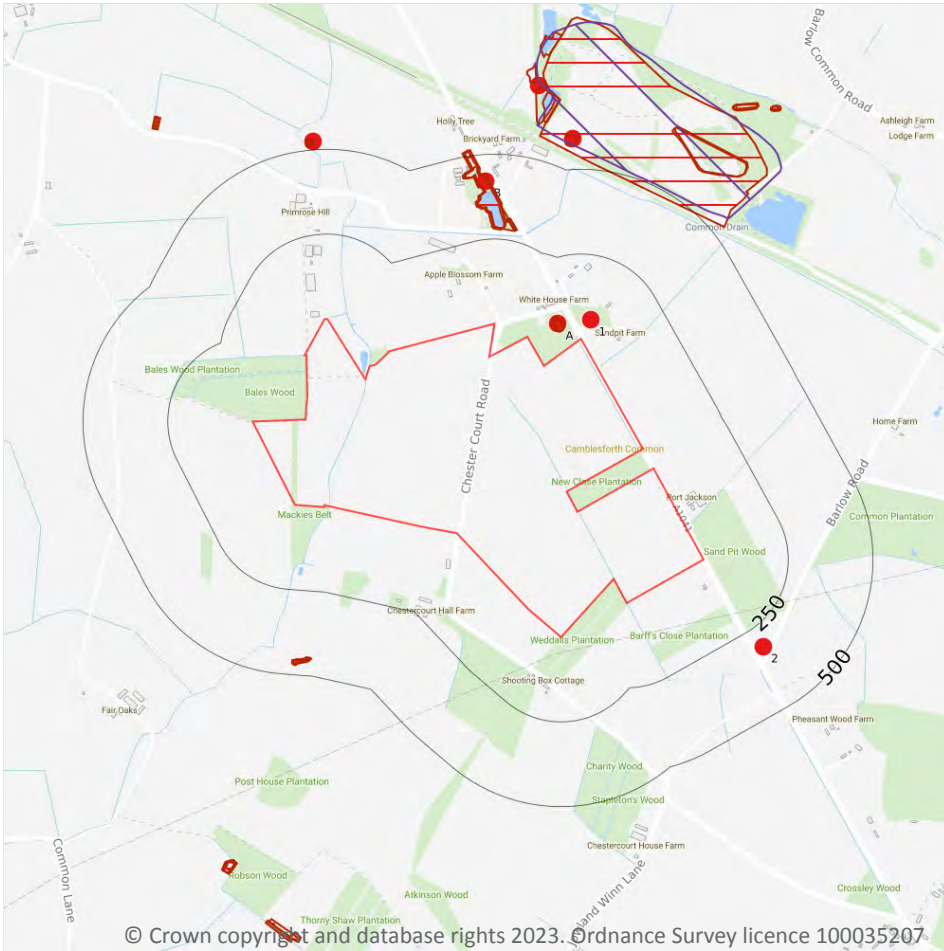 Barlow
Common Road
Ashleigh Farm
Lodge Farm
Holly Tree
Brickyard Farm
B
Primrose Hill
Common Drain
Apple Blossom Farm
White House Farm
A
1
Sandpit Farm
Bales Wood Plantation
Bales Wood
Chester Court Road
Home Farm
Camblesforth Common
New Close Plantation
Port Jackson
A1041
Barlow Road
Common Plantation
Mackies Belt
Sand Pit Wood
Chestercourt Hall Farm
250
Weddalls Plantation
Barff's Close Plantation
2
500
Shooting Box Cottage
Fair Oaks
Pheasant Wood Farm
Charity Wood
Post House Plantation
Stapleton's Wood
Chestercourt House Farm
Common Lane
Robson Wood
Atkinson Wood
Crossley Wood
Winn Lane
Thorny Shaw Plantation
© Crown copyright and database rights 2023. Ordnance Survey licence 100035207